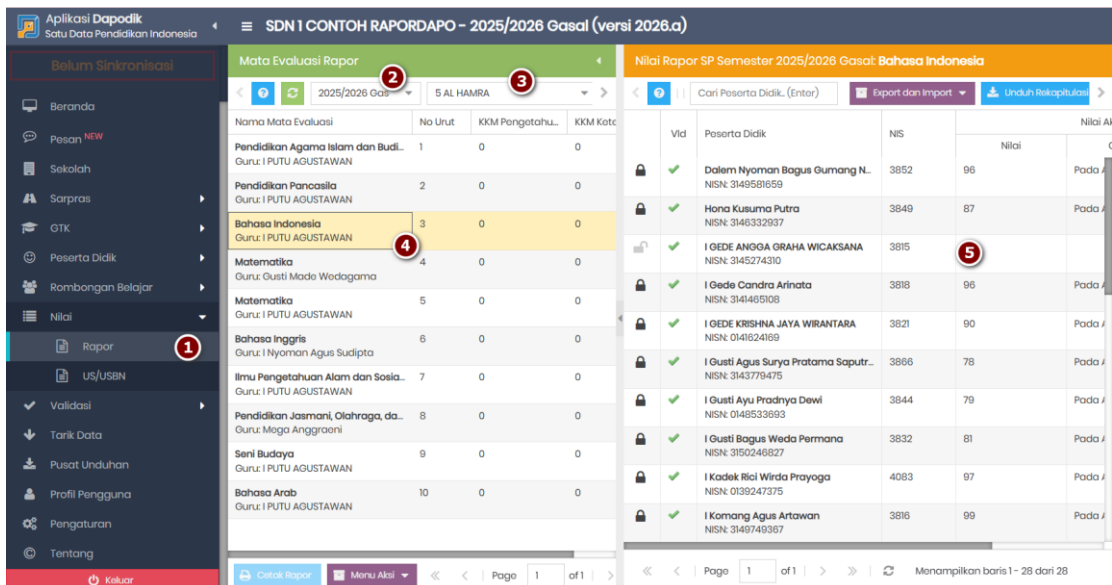 Aplikasi Dapodik
Satu Data Pendidikan Indonesia
SDN 1 CONTOH RAPORDAPO - 2025/2026 Gasal (versi 2026.a)
Belum Sinkronisasi
Beranda
Pesan NEW
Sekolah
Sarpras
GTK
Peserta Didik
Rombongan Belajar
Nilai
Rapor
1
US/USBN
Validasi
Tarik Data
Pusat Unduhan
Profil Pengguna
Pengaturan
Tentang
Keluar
Mata Evaluasi Rapor
2
3
2025/2026 Gas
5 AL HAMRA
Nama Mata Evaluasi No Urut KKM Pengetahu... KKM Kete
Pendidikan Agama Islam dan Budi... 1 0 0
Guru: I PUTU AGUSTAWAN
Pendidikan Pancasila 2 0 0
Guru: I PUTU AGUSTAWAN
Bahasa Indonesia 3 0 0
Guru: I PUTU AGUSTAWAN
4
Matematika 4 0 0
Guru: Gusti Made Wedagama
Matematika 5 0 0
Guru: I PUTU AGUSTAWAN
Bahasa Inggris 6 0 0
Guru: I Nyoman Agus Sudipta
Ilmu Pengetahuan Alam dan Sosia... 7 0 0
Guru: I PUTU AGUSTAWAN
Pendidikan Jasmani, Olahraga, da... 8 0 0
Guru: Mega Anggraeni
Seni Budaya 9 0 0
Guru: I PUTU AGUSTAWAN
Bahasa Arab 10 0 0
Guru: I PUTU AGUSTAWAN
Cetak Rapor Menu Aksi Page 1 of 1
Nilai Rapor SP Semester 2025/2026 Gasal: Bahasa Indonesia
Cari Peserta Didik.. (Enter) Export dan Import Unduh Rekapitulasi
Nilai Ak
Vld Peserta Didik NIS Nilai
Dalem Nyoman Bagus Gumang N... 3852 96 Pada A
NISN: 3149581659
Hona Kusuma Putra 3849 87 Pada A
NISN: 3146332937
I GEDE ANGGA GRAHA WICAKSANA 3815
NISN: 3145274310
5
I Gede Candra Arinata 3818 96 Pada A
NISN: 3141465108
I GEDE KRISHNA JAYA WIRANTARA 3821 90 Pada A
NISN: 0141624169
I Gusti Agus Surya Pratama Saputr... 3866 78 Pada A
NISN: 3143779475
I Gusti Ayu Pradnya Dewi 3844 79 Pada A
NISN: 0148533693
I Gusti Bagus Weda Permana 3832 81 Pada A
NISN: 3150246827
I Kadek Rici Wirda Prayoga 4083 97 Pada A
NISN: 0139247375
I Komang Agus Artawan 3816 99 Pada A
NISN: 3149749367
Page 1 of 1 Menampilkan baris 1 - 28 dari 28